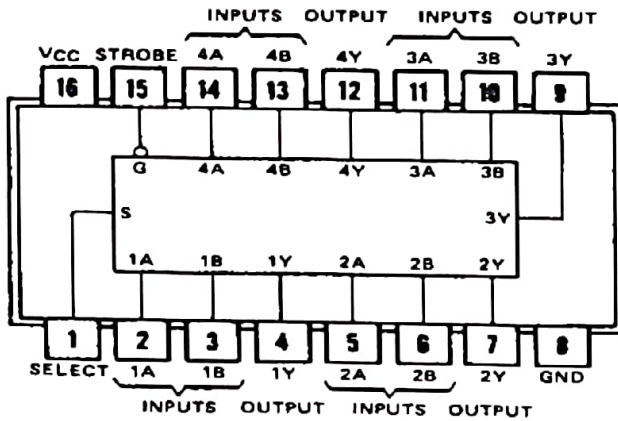 INPUTS OUTPUT INPUTS OUTPUT
VCC STROBE 4A 4B 4Y 3A 3B 3Y
16 15 14 13 12 11 10 9
G 4A 4B 4Y 3A 3B
S 3Y
1A 1B 1Y 2A 2B 2Y
1 2 3 4 5 6 7 8
SELECT 1A 1B 1Y 2A 2B 2Y GND
INPUTS OUTPUT INPUTS OUTPUT